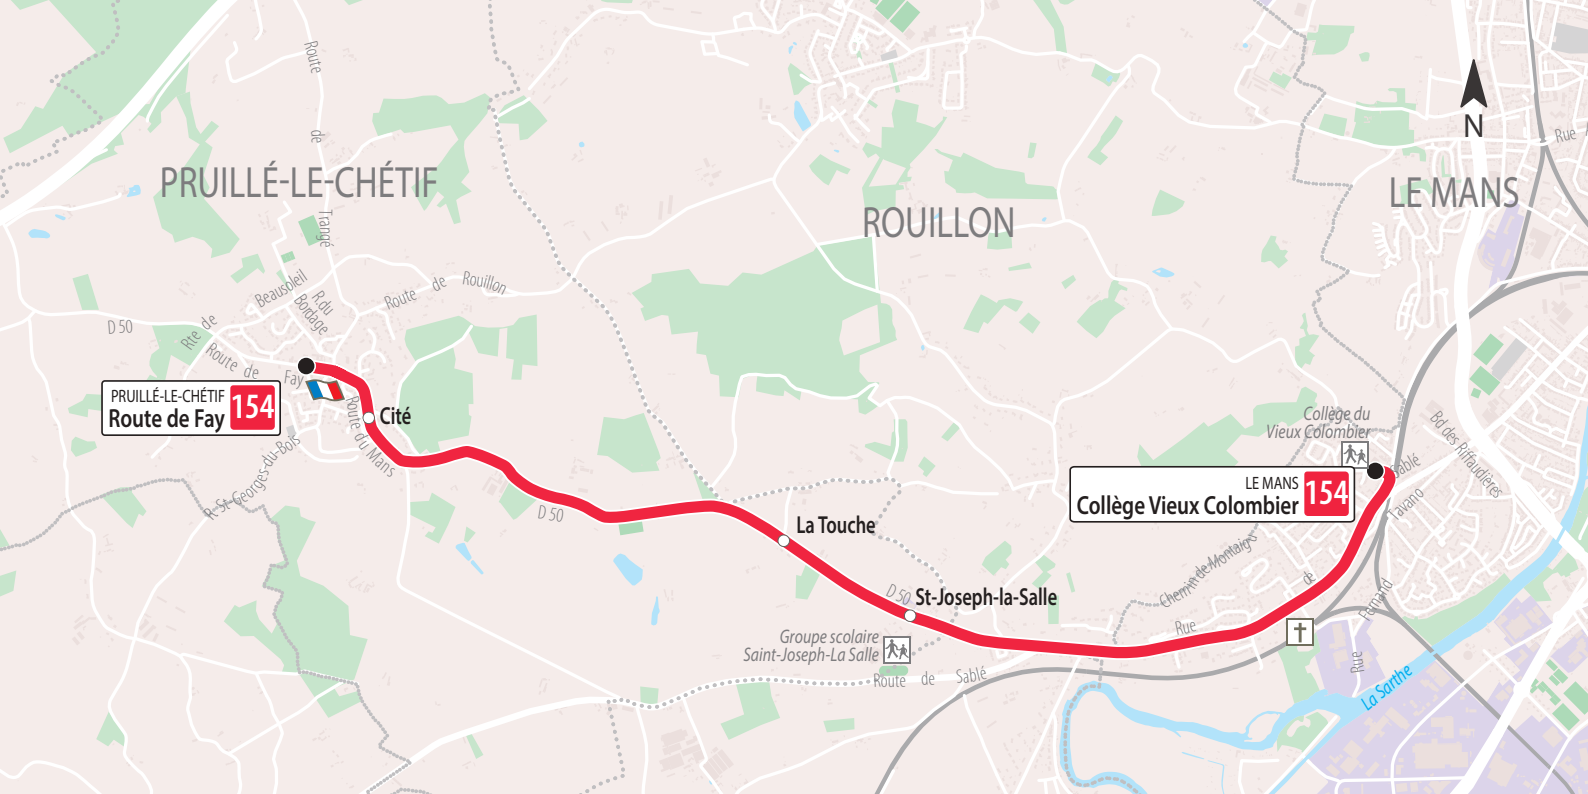 Route
de
Trangé
PRUILLÉ-LE-CHÉTIF
ROUILLON
LE MANS
N
Rue
Beausoleil
R.du
Bordage
Route de Rouillon
D 50
Rte de
Route de Fay
PRUILLÉ-LE-CHÉTIF
Route de Fay
154
Cité
Route du Mans
R-St-Georges-du-Bois
D 50
La Touche
D 50
St-Joseph-la-Salle
Groupe scolaire
Saint-Joseph-La Salle
Route de Sablé
Collège du
Vieux Colombier
LE MANS
Collège Vieux Colombier
154
Chemin de Montaigu
Rue de Sablé
Bd des Riffaudières
Rue Fernand Tavano
La Sarthe